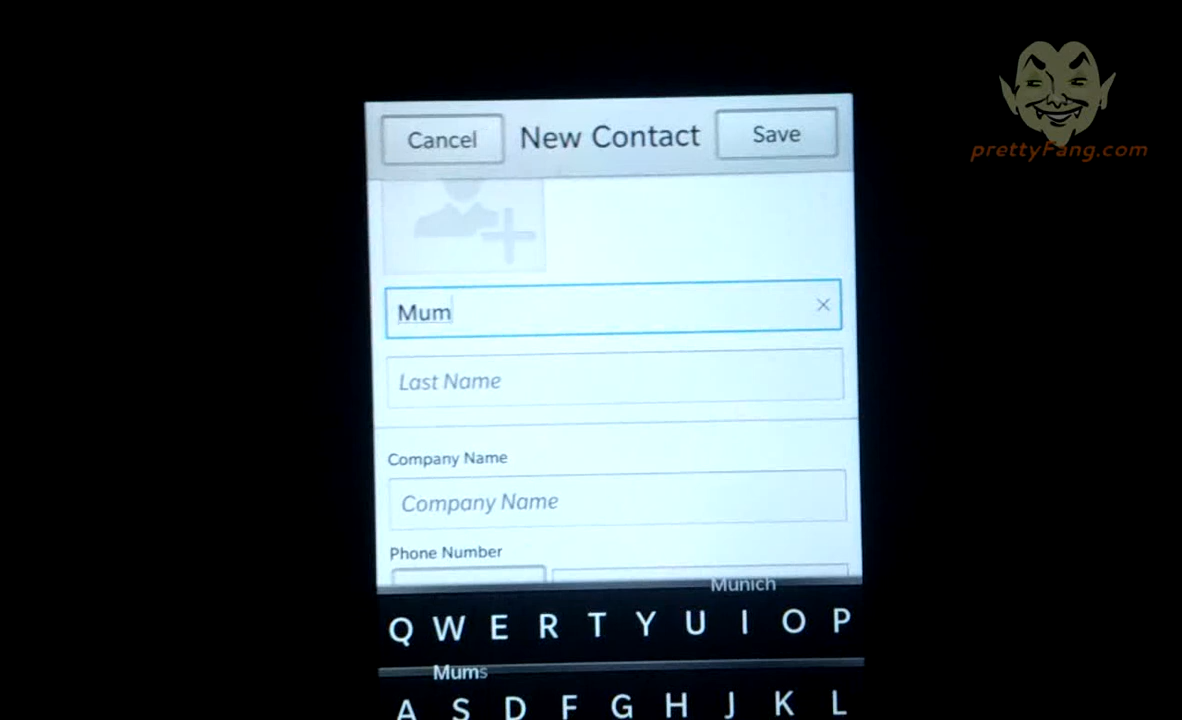 Cancel New Contact Save
prettyFang.com
Mum
Last Name
Company Name
Company Name
Phone Number
Munich
Q W E R T Y U I O P
Mums
A S D F G H J K L